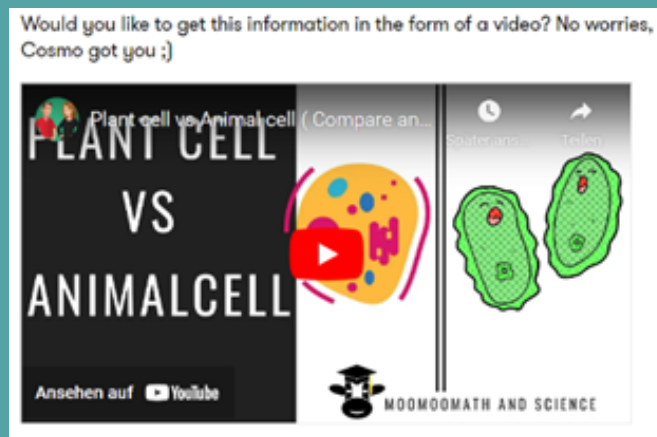 Would you like to get this information in the form of a video? No worries,
Cosmo got you ;)
Plant cell vs Animal cell ( Compare an...
Später ans...
Teilen
PLANT CELL
VS
ANIMALCELL
Ansehen auf YouTube
MOOMOOMATH AND SCIENCE